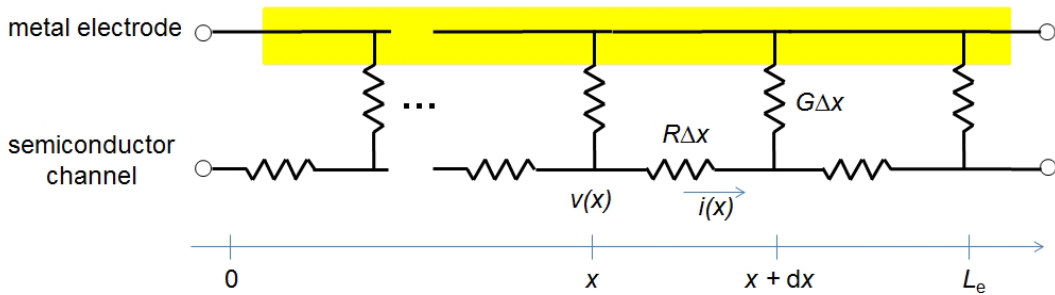 metal electrode
...
GΔx
semiconductor
channel
RΔx
v(x)
i(x)
0
x
x + dx
Le